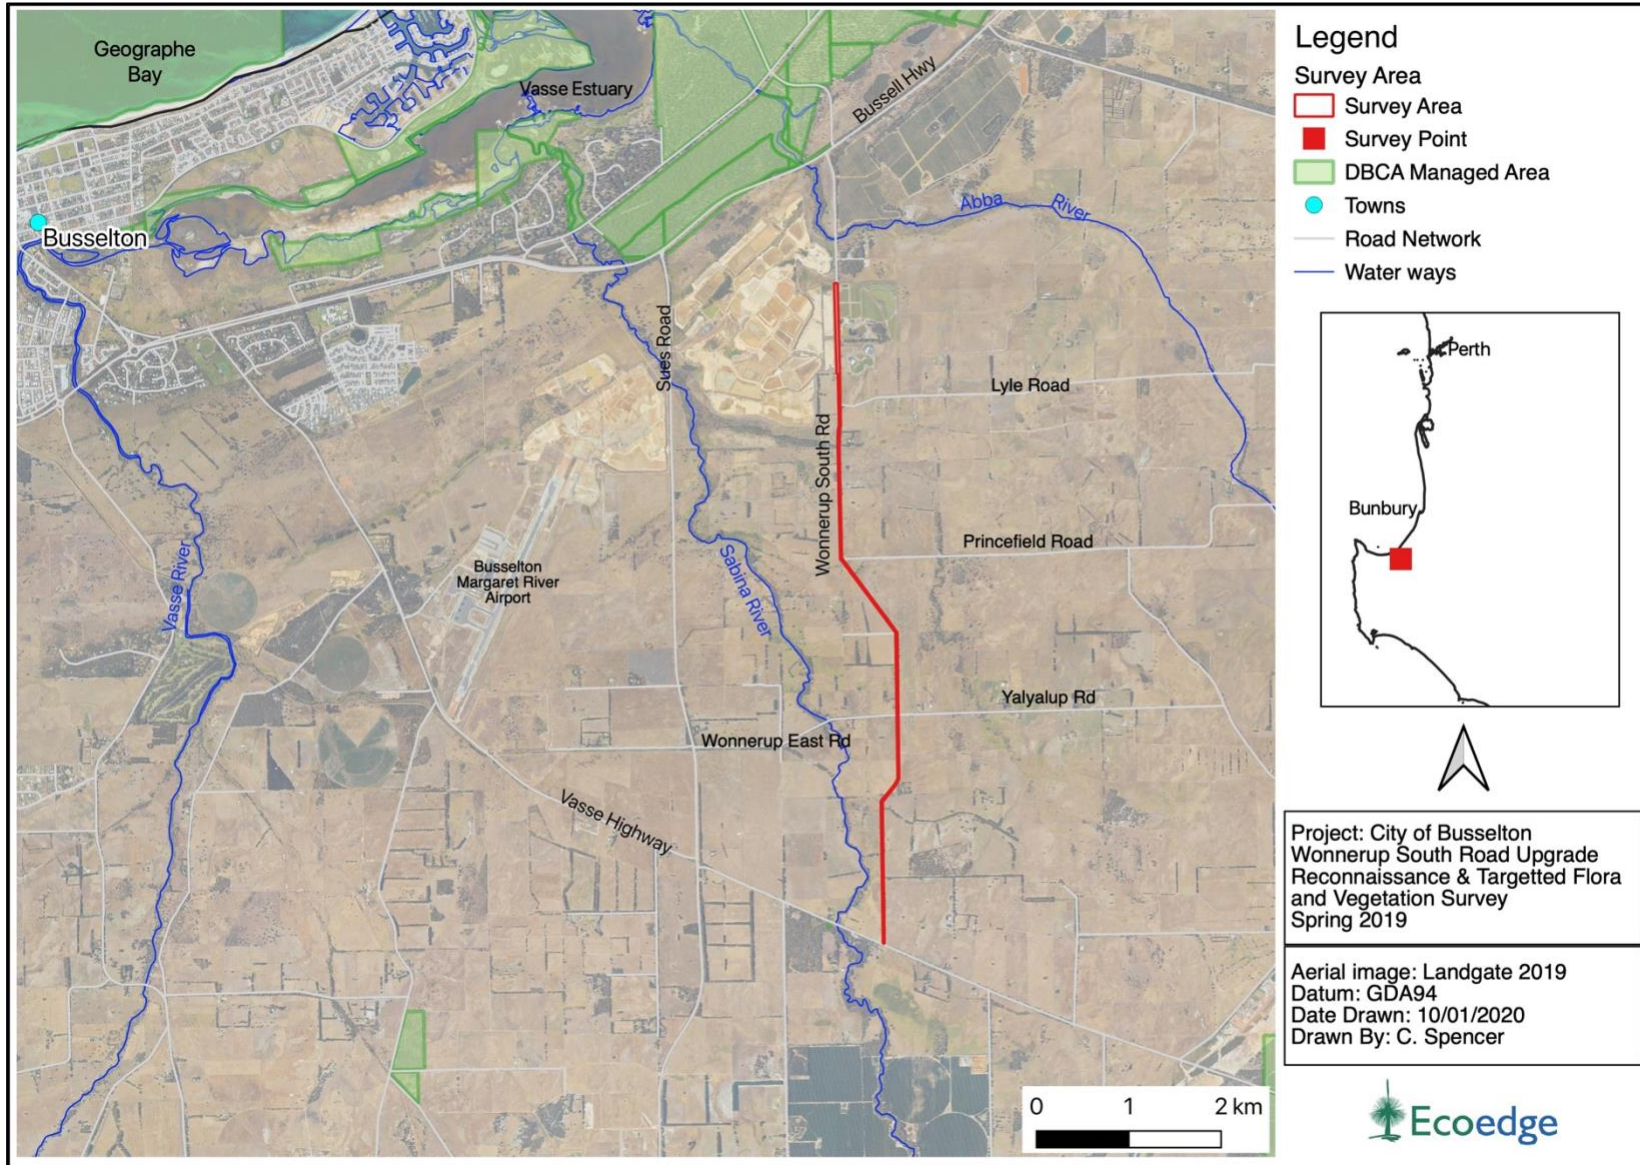 Geographe
Bay
Vasse Estuary
Bussell Hwy
Busselton
Abba
River
Sues Road
Lyle Road
Wonnerup South Rd
Princefield Road
Vasse River
Busselton
Margaret River
Airport
Sabina River
Yalyalup Rd
Wonnerup East Rd
Vasse Highway
0 1 2 km
Legend
Survey Area
Survey Area
Survey Point
DBCA Managed Area
Towns
Road Network
Water ways
Perth
Bunbury
Project: City of Busselton
Wonnerup South Road Upgrade
Reconnaissance & Targetted Flora
and Vegetation Survey
Spring 2019
Aerial image: Landgate 2019
Datum: GDA94
Date Drawn: 10/01/2020
Drawn By: C. Spencer
Ecoedge